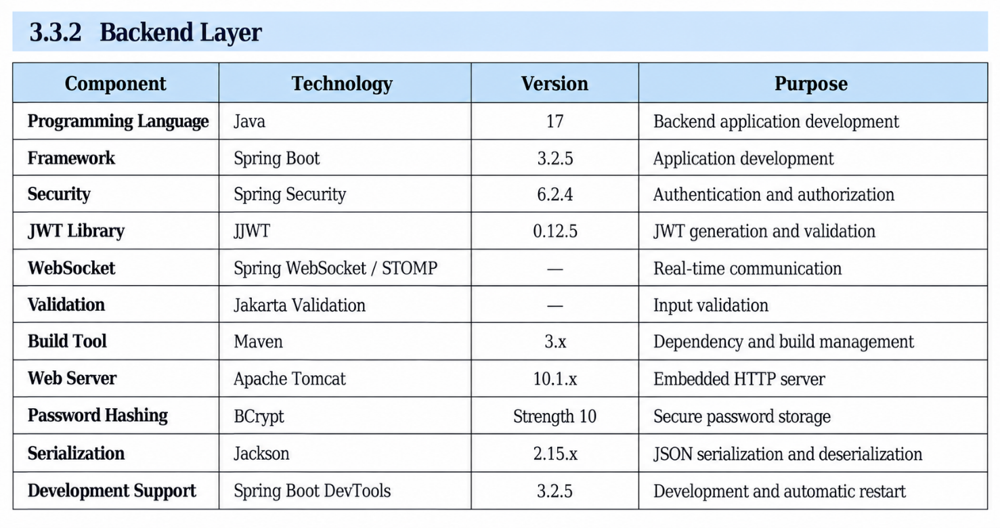 3.3.2 Backend Layer
Component Technology Version Purpose
Programming Language Java 17 Backend application development
Framework Spring Boot 3.2.5 Application development
Security Spring Security 6.2.4 Authentication and authorization
JWT Library JJWT 0.12.5 JWT generation and validation
WebSocket Spring WebSocket / STOMP — Real-time communication
Validation Jakarta Validation — Input validation
Build Tool Maven 3.x Dependency and build management
Web Server Apache Tomcat 10.1.x Embedded HTTP server
Password Hashing BCrypt Strength 10 Secure password storage
Serialization Jackson 2.15.x JSON serialization and deserialization
Development Support Spring Boot DevTools 3.2.5 Development and automatic restart